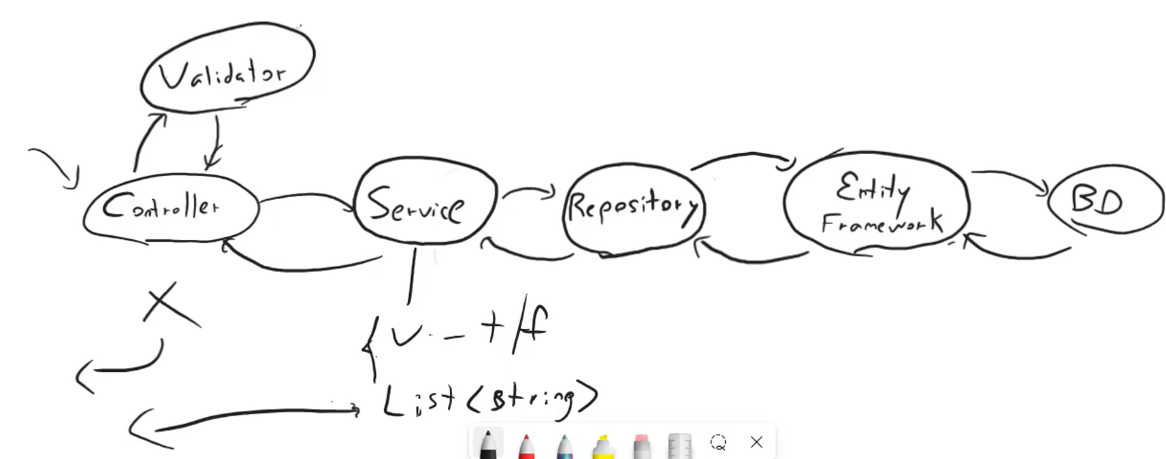 Validator
Controller
Service
Repository
Entity
Framework
BD
X
{ V - + / f
List<String>